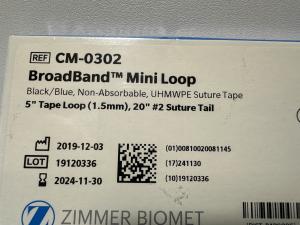 REF CM-0302
BroadBand™ Mini Loop
Black/Blue, Non-Absorbable, UHMWPE Suture Tape
5" Tape Loop (1.5mm), 20" #2 Suture Tail
2019-12-03
LOT 19120336
2024-11-30
(01)00810020081145
(17)241130
(10)19120336
ZIMMER BIOMET